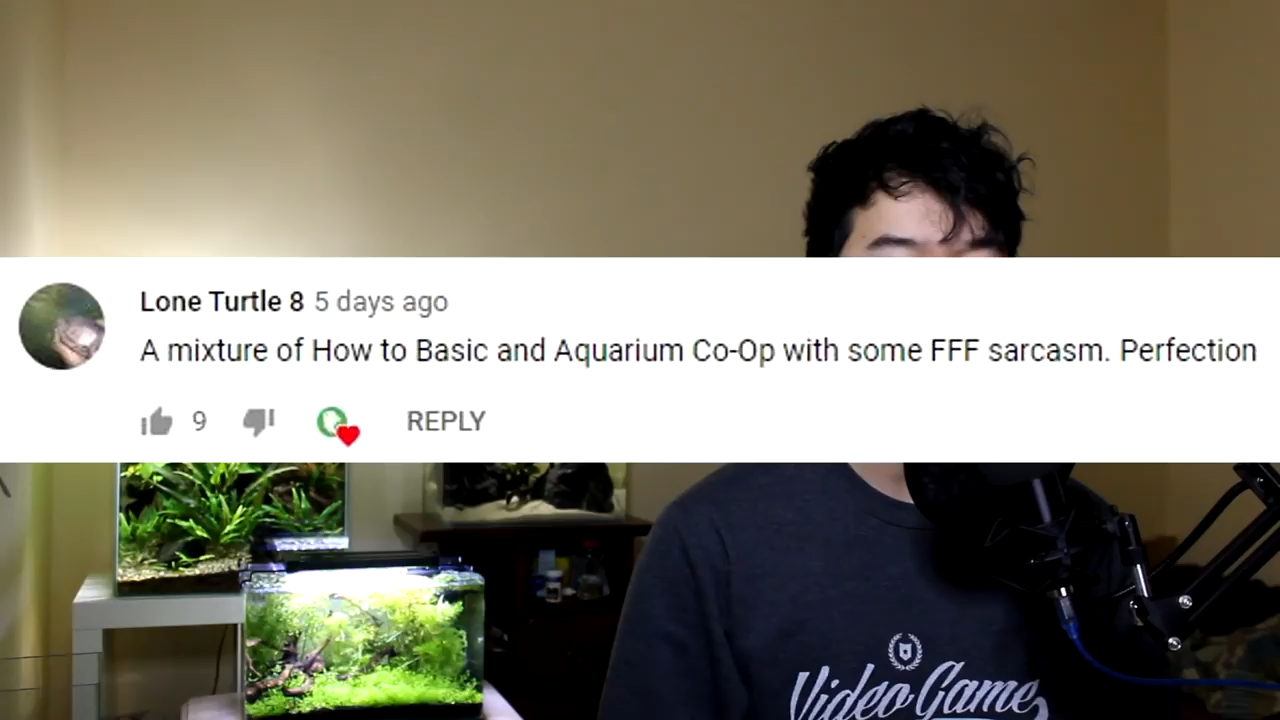 Lone Turtle 8 5 days ago
A mixture of How to Basic and Aquarium Co-Op with some FFF sarcasm. Perfection
9
REPLY
Video Game